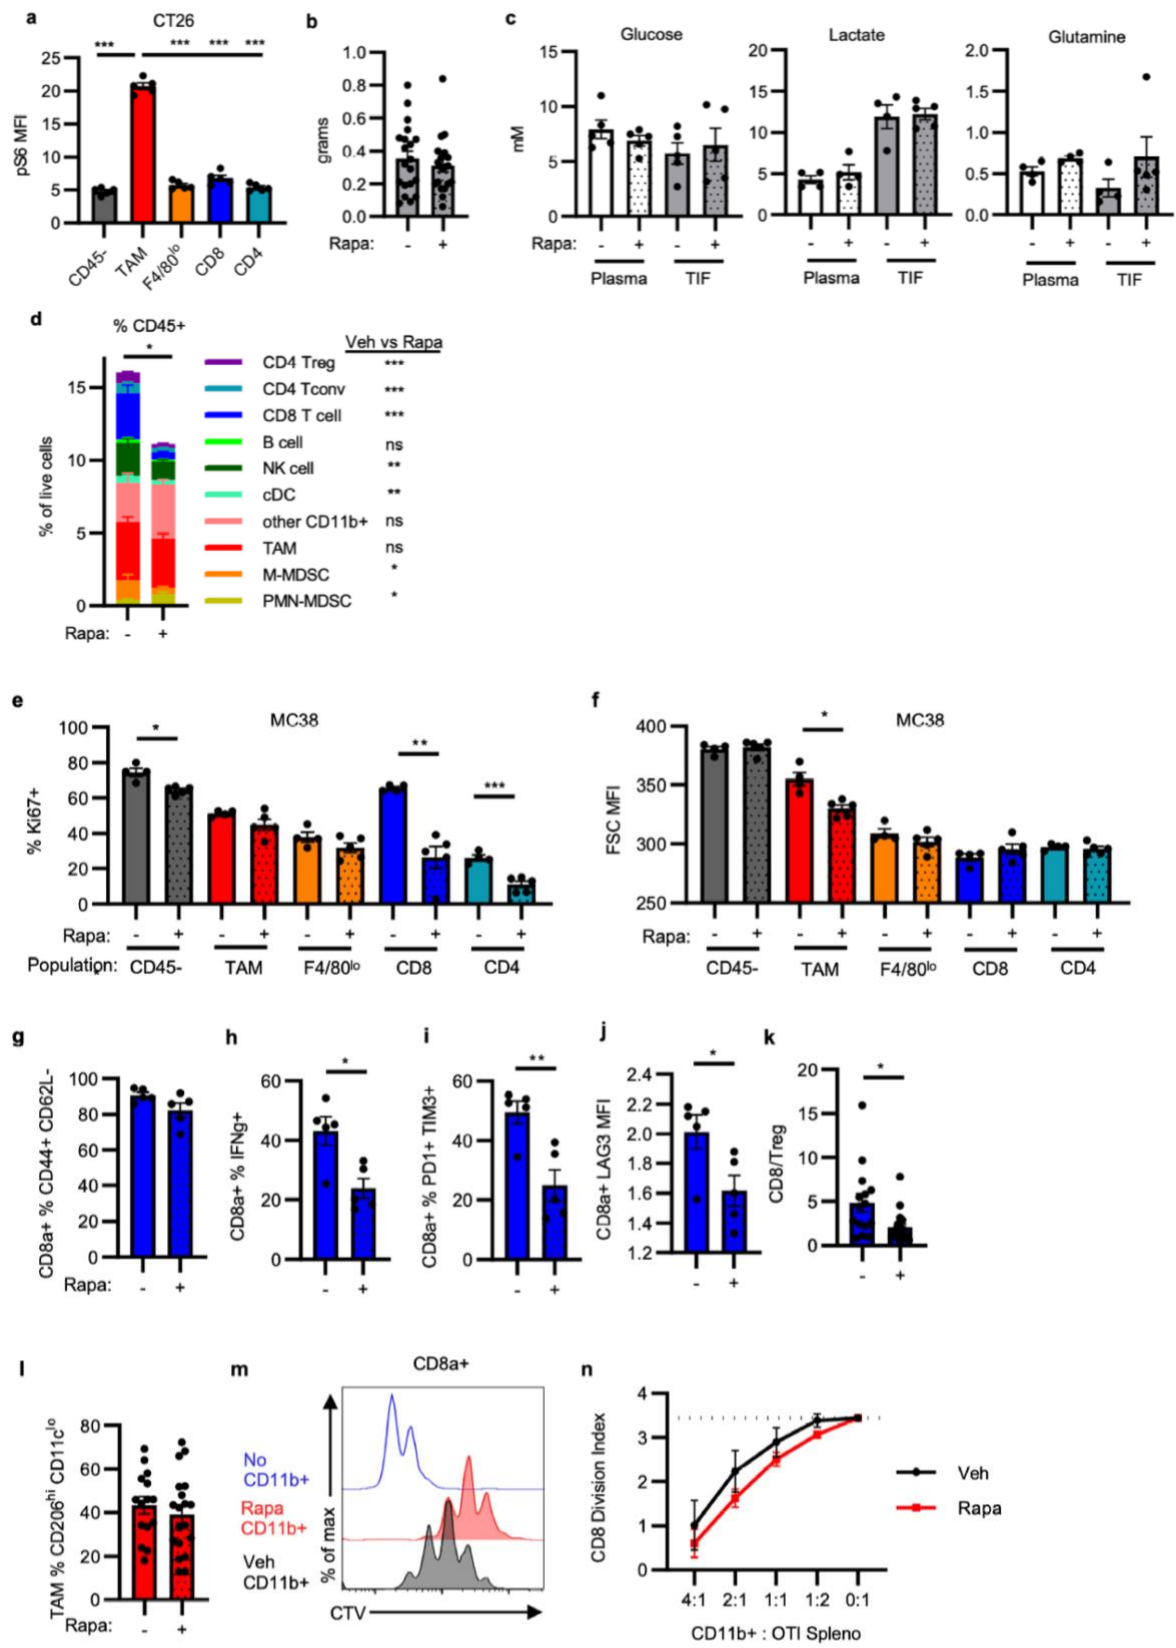 a
CT26
*** *** *** ***
pS6 MFI
25
20
15
10
5
0
CD45- TAM F4/80lo CD8 CD4
b
grams
1.0
0.8
0.6
0.4
0.2
0.0
Rapa: - +
c
Glucose
mM
15
10
5
0
Rapa: - + - +
Plasma TIF
Lactate
20
15
10
5
0
- + - +
Plasma TIF
Glutamine
2.0
1.5
1.0
0.5
0.0
- + - +
Plasma TIF
d
% CD45+
*
% of live cells
15
10
5
0
Rapa: - +
Veh vs Rapa
CD4 Treg ***
CD4 Tconv ***
CD8 T cell ***
B cell ns
NK cell **
cDC **
other CD11b+ ns
TAM ns
M-MDSC *
PMN-MDSC *
e
MC38
* ** ***
% Ki67+
100
80
60
40
20
0
Rapa: - + - + - + - + - +
Population: CD45- TAM F4/80lo CD8 CD4
f
MC38
*
FSC MFI
400
350
300
250
Rapa: - + - + - + - + - +
CD45- TAM F4/80lo CD8 CD4
g
CD8a+ % CD44+ CD62L-
100
80
60
40
20
0
Rapa: - +
h
*
CD8a+ % IFNg+
60
40
20
0
- +
i
**
CD8a+ % PD1+ TIM3+
60
40
20
0
- +
j
*
CD8a+ LAG3 MFI
2.4
2.2
2.0
1.8
1.6
1.4
1.2
- +
k
*
CD8/Treg
20
15
10
5
0
- +
l
TAM % CD206hi CD11clo
80
60
40
20
0
Rapa: - +
m
CD8a+
No
CD11b+
Rapa
CD11b+
Veh
CD11b+
% of max
CTV
n
CD8 Division Index
4
3
2
1
0
4:1 2:1 1:1 1:2 0:1
CD11b+ : OTI Spleno
Veh
Rapa